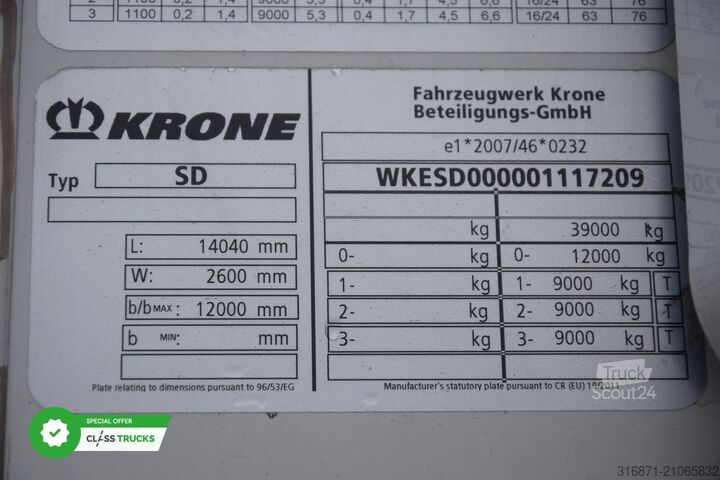 3 1100 0,2 1,4 9000 5,3 0,4 1,7 4,5 6,6 16/24 63 76
KRONE
Fahrzeugwerk Krone
Beteiligungs-GmbH
e1*2007/46*0232
Typ SD
WKESD000001117209
kg 39000 kg
L: 14040 mm
0- kg 0- 12000 kg
W: 2600 mm
1- kg 1- 9000 kg T
b/b MAX: 12000 mm
2- kg 2- 9000 kg T
b MIN: mm
3- kg 3- 9000 kg T
Plate relating to dimensions pursuant to 96/53/EG
Manufacturer's statutory plate pursuant to CR (EU) 19/2011
Truck
Scout24
SPECIAL OFFER
CLASSTRUCKS
316871-21065832